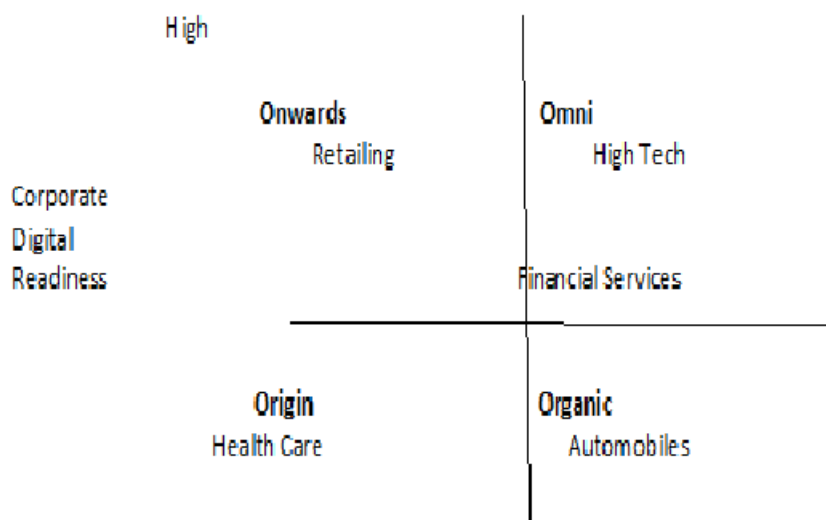 High
Onwards
Omni
Retailing
High Tech
Corporate
Digital
Readiness
Financial Services
Origin
Organic
Health Care
Automobiles